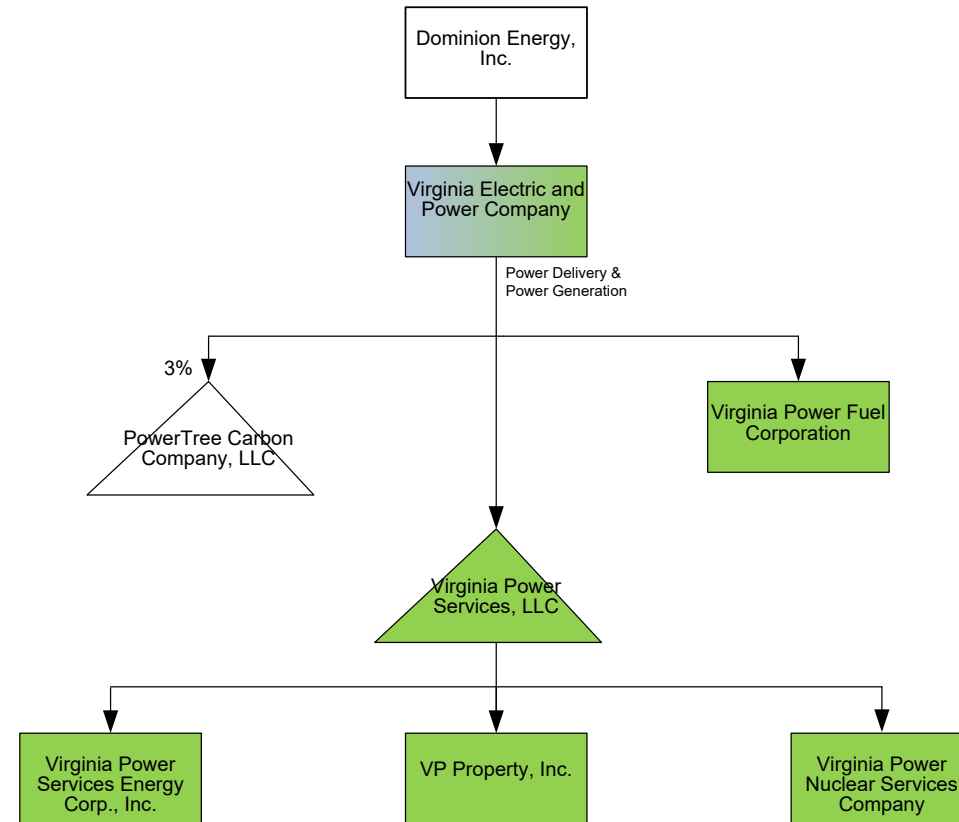 Dominion Energy,
Inc.
Virginia Electric and
Power Company
Power Delivery &
Power Generation
3%
PowerTree Carbon
Company, LLC
Virginia Power Fuel
Corporation
Virginia Power
Services, LLC
Virginia Power
Services Energy
Corp., Inc.
VP Property, Inc.
Virginia Power
Nuclear Services
Company